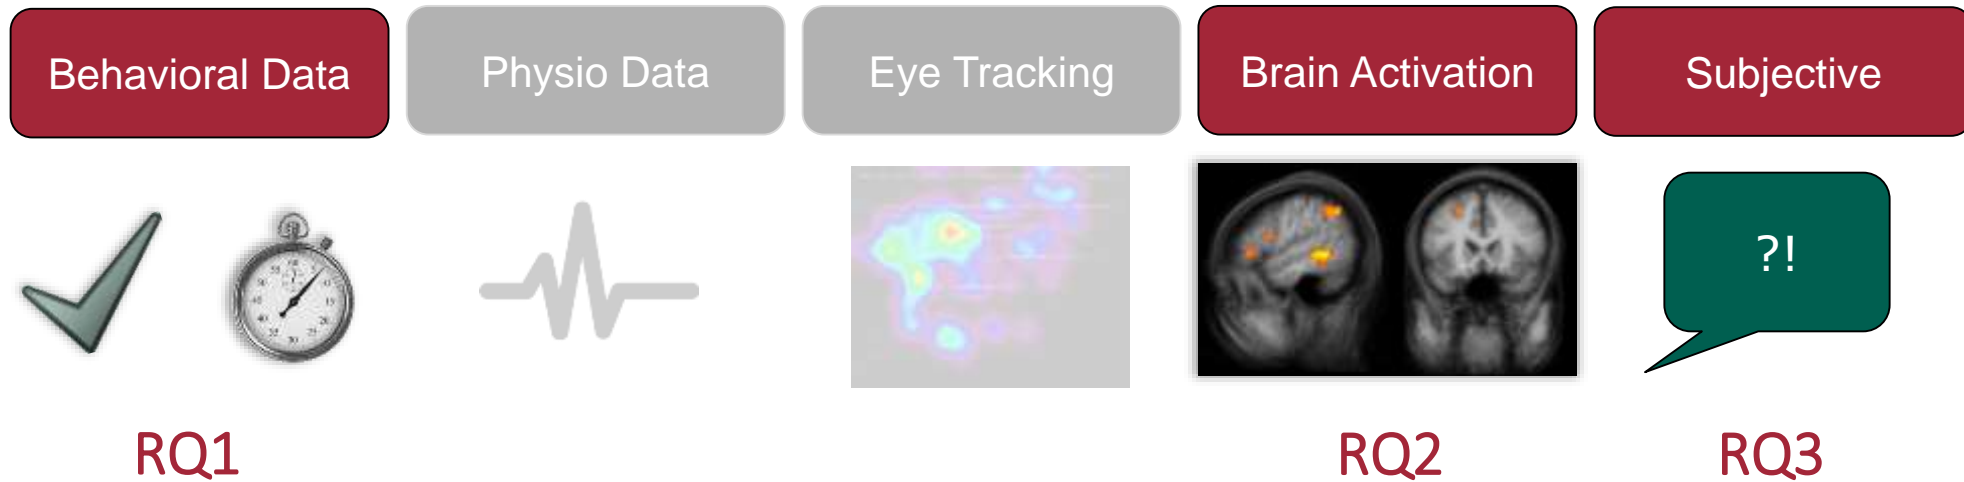 Behavioral Data
Physio Data
Eye Tracking
Brain Activation
Subjective
?!
RQ1
RQ2
RQ3